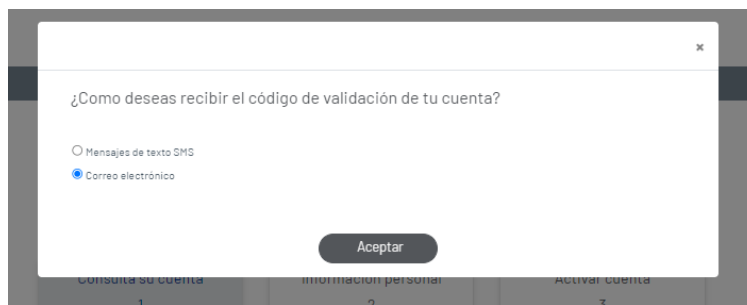 ×
¿Como deseas recibir el código de validación de tu cuenta?
Mensajes de texto SMS
Correo electrónico
Aceptar
Consulta su cuenta
Información personal
Activar cuenta
1
2
3